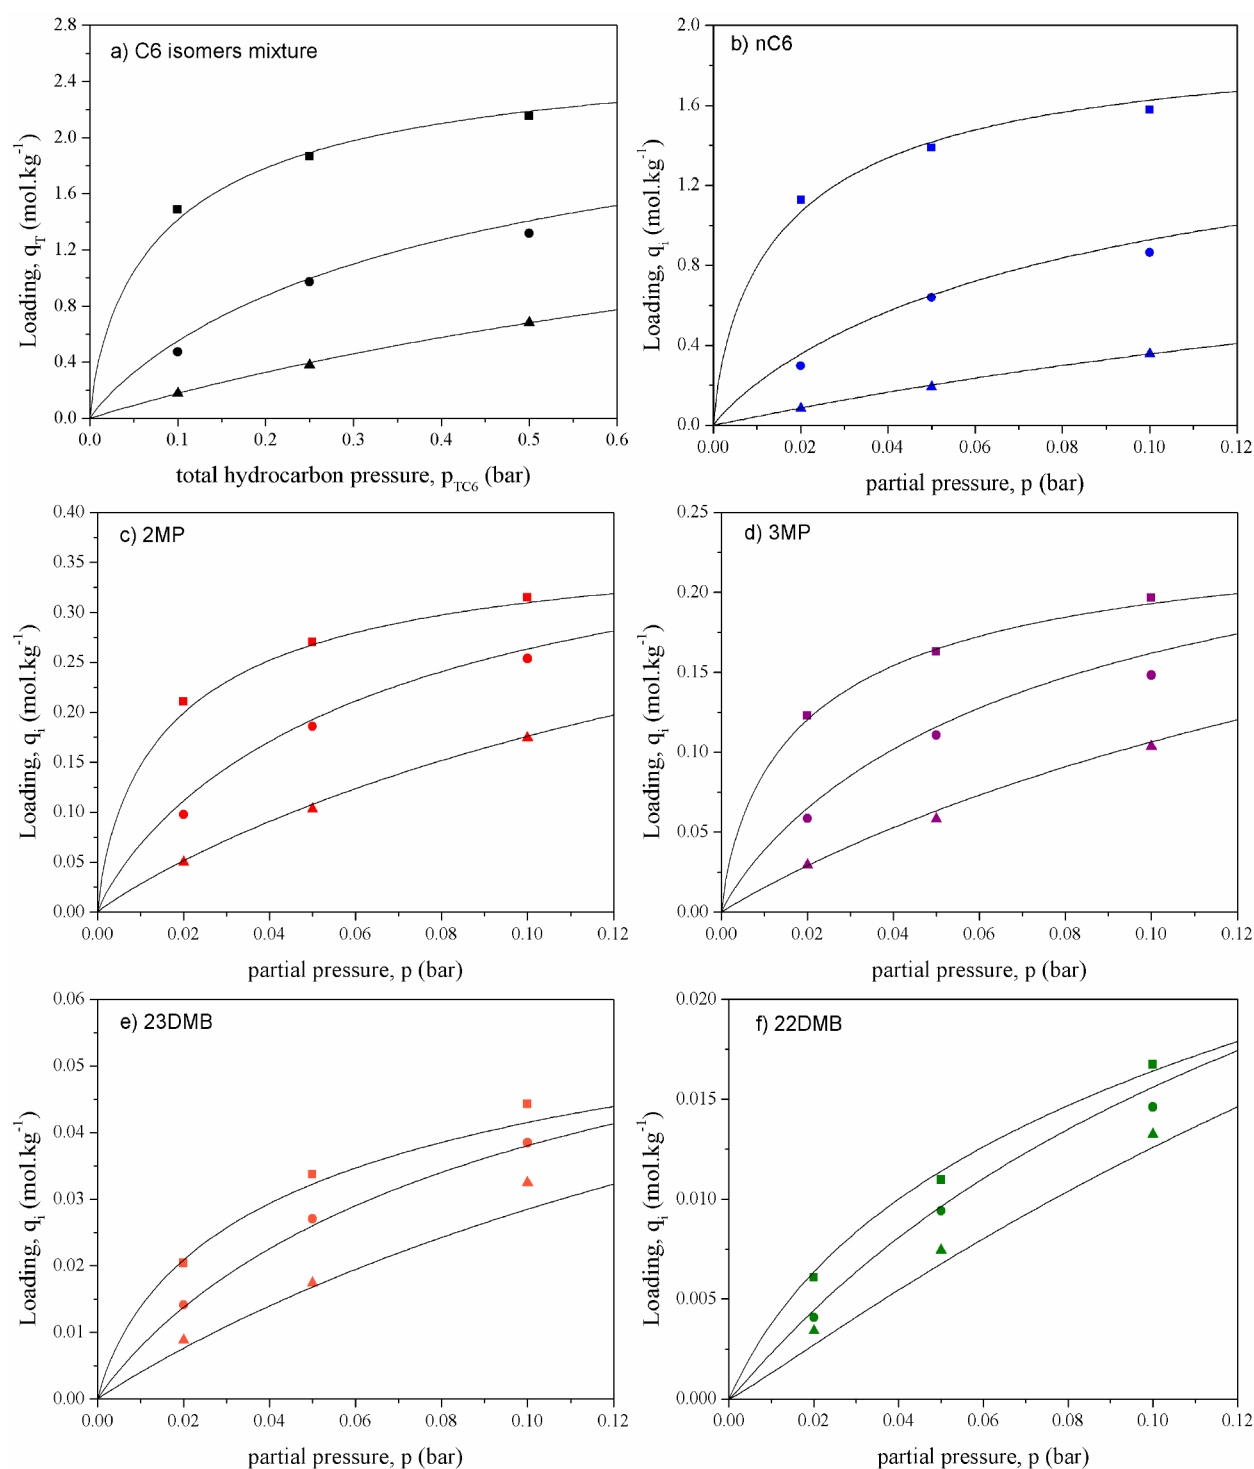 a) C6 isomers mixture
Loading, qT (mol.kg-1)
2.8
2.4
2.0
1.6
1.2
0.8
0.4
0.0
0.0 0.1 0.2 0.3 0.4 0.5 0.6
total hydrocarbon pressure, pTC6 (bar)
b) nC6
Loading, qi (mol.kg-1)
2.0
1.6
1.2
0.8
0.4
0.0
0.00 0.02 0.04 0.06 0.08 0.10 0.12
partial pressure, p (bar)
c) 2MP
Loading, qi (mol.kg-1)
0.40
0.35
0.30
0.25
0.20
0.15
0.10
0.05
0.00
0.00 0.02 0.04 0.06 0.08 0.10 0.12
partial pressure, p (bar)
d) 3MP
Loading, qi (mol.kg-1)
0.25
0.20
0.15
0.10
0.05
0.00
0.00 0.02 0.04 0.06 0.08 0.10 0.12
partial pressure, p (bar)
e) 23DMB
Loading, qi (mol.kg-1)
0.06
0.05
0.04
0.03
0.02
0.01
0.00
0.00 0.02 0.04 0.06 0.08 0.10 0.12
partial pressure, p (bar)
f) 22DMB
Loading, qi (mol.kg-1)
0.020
0.015
0.010
0.005
0.000
0.00 0.02 0.04 0.06 0.08 0.10 0.12
partial pressure, p (bar)